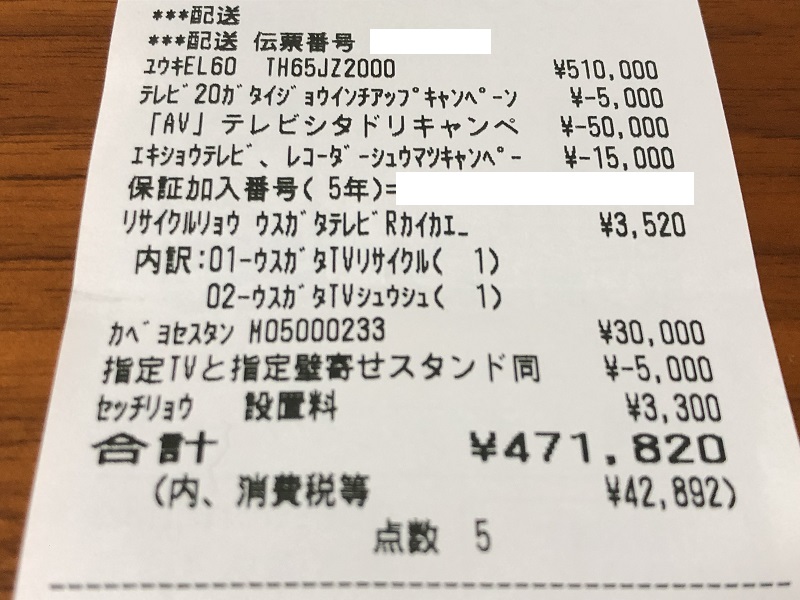 ***配送
***配送 伝票番号
ﾕｳｷEL60 TH65JZ2000 ¥510,000
ﾃﾚﾋﾞ20ｶﾞﾀｲｼﾞｮｳｲﾝﾁｱｯﾌﾟｷｬﾝﾍﾟｰﾝ ¥-5,000
「AV」テレビシタドリキャンペ ¥-50,000
ｴｷｼｮｳﾃﾚﾋﾞ、ﾚｺｰﾀﾞｰｼｭｳﾏﾂｷｬﾝﾍﾟｰ ¥-15,000
保証加入番号( 5年)=
ﾘｻｲｸﾙﾘｮｳ ｳｽｶﾞﾀﾃﾚﾋﾞRｶｲｶｴ_ ¥3,520
内訳:01-ｳｽｶﾞﾀTVﾘｻｲｸﾙ( 1)
02-ｳｽｶﾞﾀTVｼｭｳｼｭ( 1)
ｶﾍﾞﾖｾｽﾀﾝ M05000233 ¥30,000
指定TVと指定壁寄せスタンド同 ¥-5,000
ｾｯﾁﾘｮｳ 設置料 ¥3,300
合計 ¥471,820
(内、消費税等 ¥42,892)
点数 5